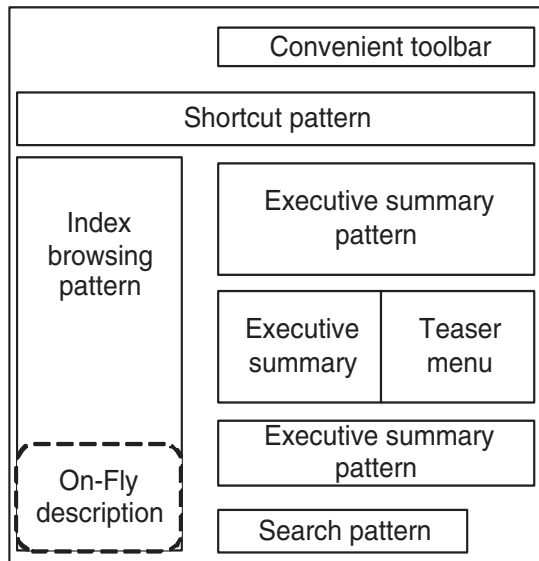 Convenient toolbar
Shortcut pattern
Index
browsing
pattern
On-Fly
description
Executive summary
pattern
Executive
summary
Teaser
menu
Executive summary
pattern
Search pattern